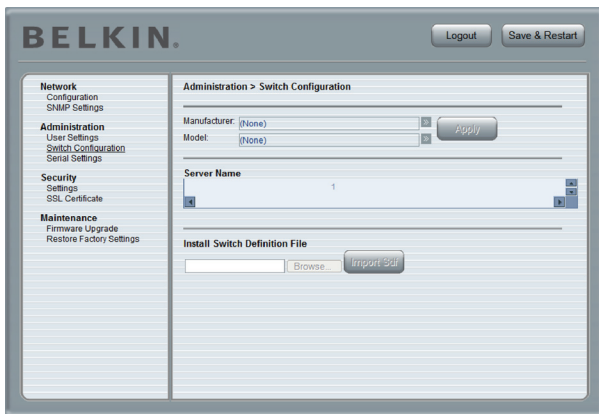 BELKIN.
Logout
Save & Restart
Network
Configuration
SNMP Settings
Administration
User Settings
Switch Configuration
Serial Settings
Security
Settings
SSL Certificate
Maintenance
Firmware Upgrade
Restore Factory Settings
Administration > Switch Configuration
Manufacturer: (None)
Apply
Model: (None)
Server Name
1
Install Switch Definition File
Browse...
Import Sdf